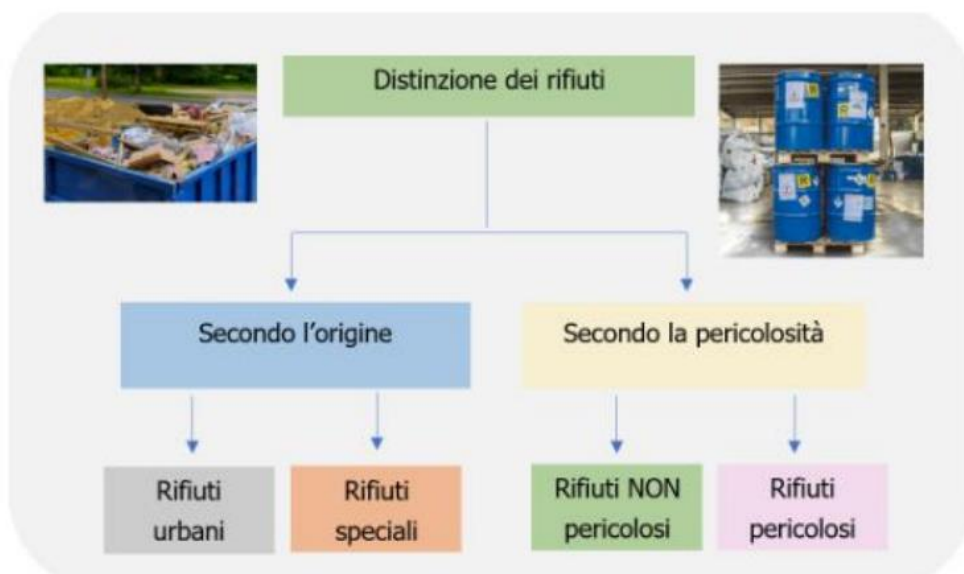 Distinzione dei rifiuti
Secondo l'origine
Secondo la pericolosità
Rifiuti
urbani
Rifiuti
speciali
Rifiuti NON
pericolosi
Rifiuti
pericolosi